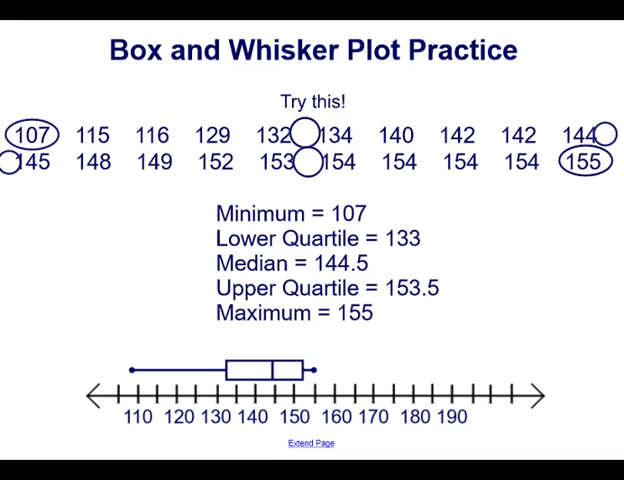 Box and Whisker Plot Practice
Try this!
107 115 116 129 132 134 140 142 142 144
145 148 149 152 153 154 154 154 154 155
Minimum = 107
Lower Quartile = 133
Median = 144.5
Upper Quartile = 153.5
Maximum = 155
110 120 130 140 150 160 170 180 190
Extend Page